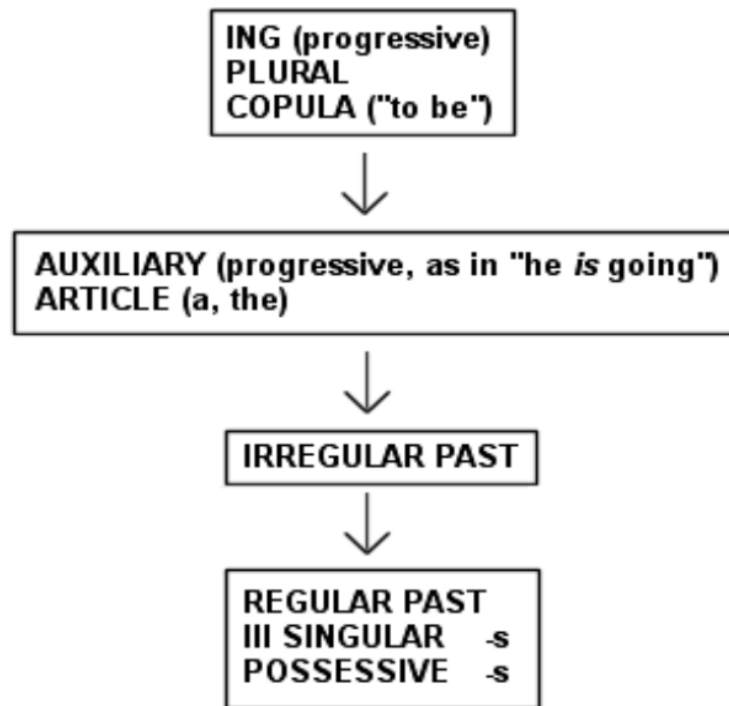 ING (progressive)
PLURAL
COPULA ("to be")
AUXILIARY (progressive, as in "he is going")
ARTICLE (a, the)
IRREGULAR PAST
REGULAR PAST
III SINGULAR -s
POSSESSIVE -s